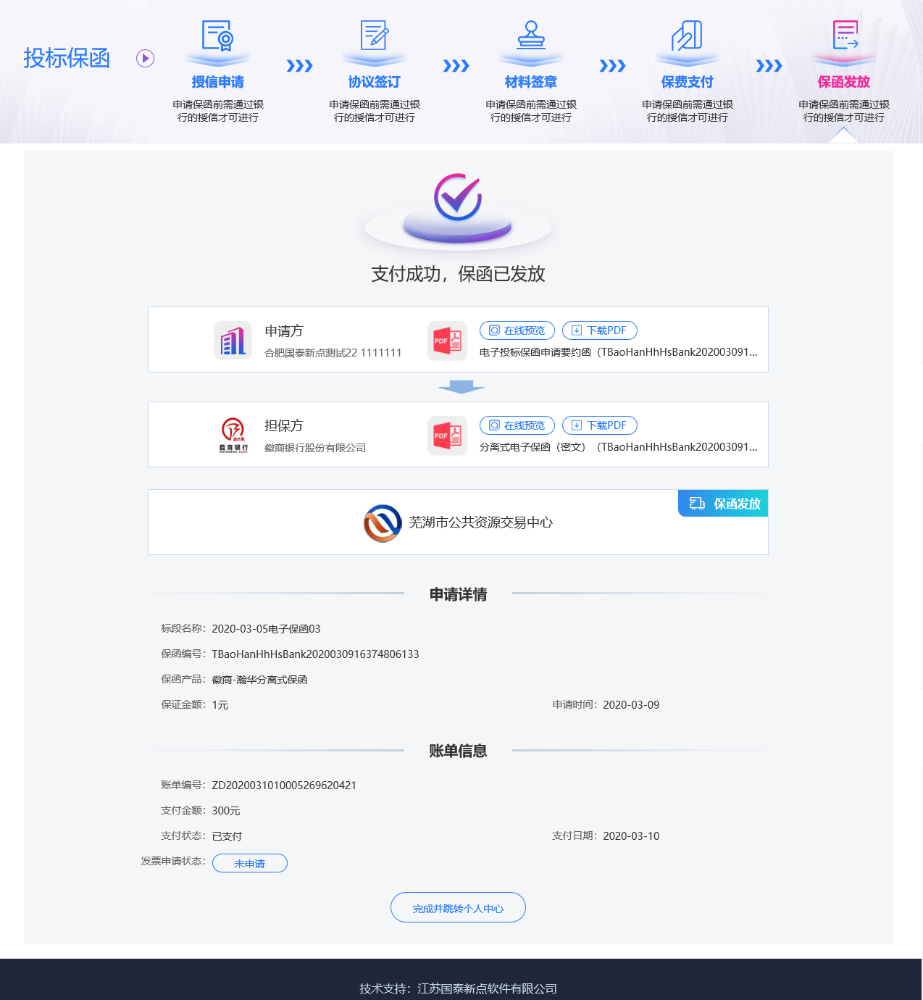 投标保函
授信申请
申请保函前需通过银
行的授信才可进行
协议签订
申请保函前需通过银
行的授信才可进行
材料签章
申请保函前需通过银
行的授信才可进行
保费支付
申请保函前需通过银
行的授信才可进行
保函发放
申请保函前需通过银
行的授信才可进行
支付成功，保函已发放
申请方
合肥国泰新点测试22 1111111
PDF
在线预览
下载PDF
电子投标保函申请要约函（TBaoHanHhHsBank202003091...
ank
徽商银行
HUISHANG BANK
担保方
徽商银行股份有限公司
PDF
在线预览
下载PDF
分离式电子保函（密文）（TBaoHanHhHsBank202003091...
保函发放
芜湖市公共资源交易中心
申请详情
标段名称： 2020-03-05电子保函03
保函编号： TBaoHanHhHsBank2020030916374806133
保函产品： 徽商-瀚华分离式保函
保证金额： 1元
申请时间： 2020-03-09
账单信息
账单编号： ZD2020031010005269620421
支付金额： 300元
支付状态： 已支付
支付日期： 2020-03-10
发票申请状态： 未申请
完成并跳转个人中心
技术支持：江苏国泰新点软件有限公司